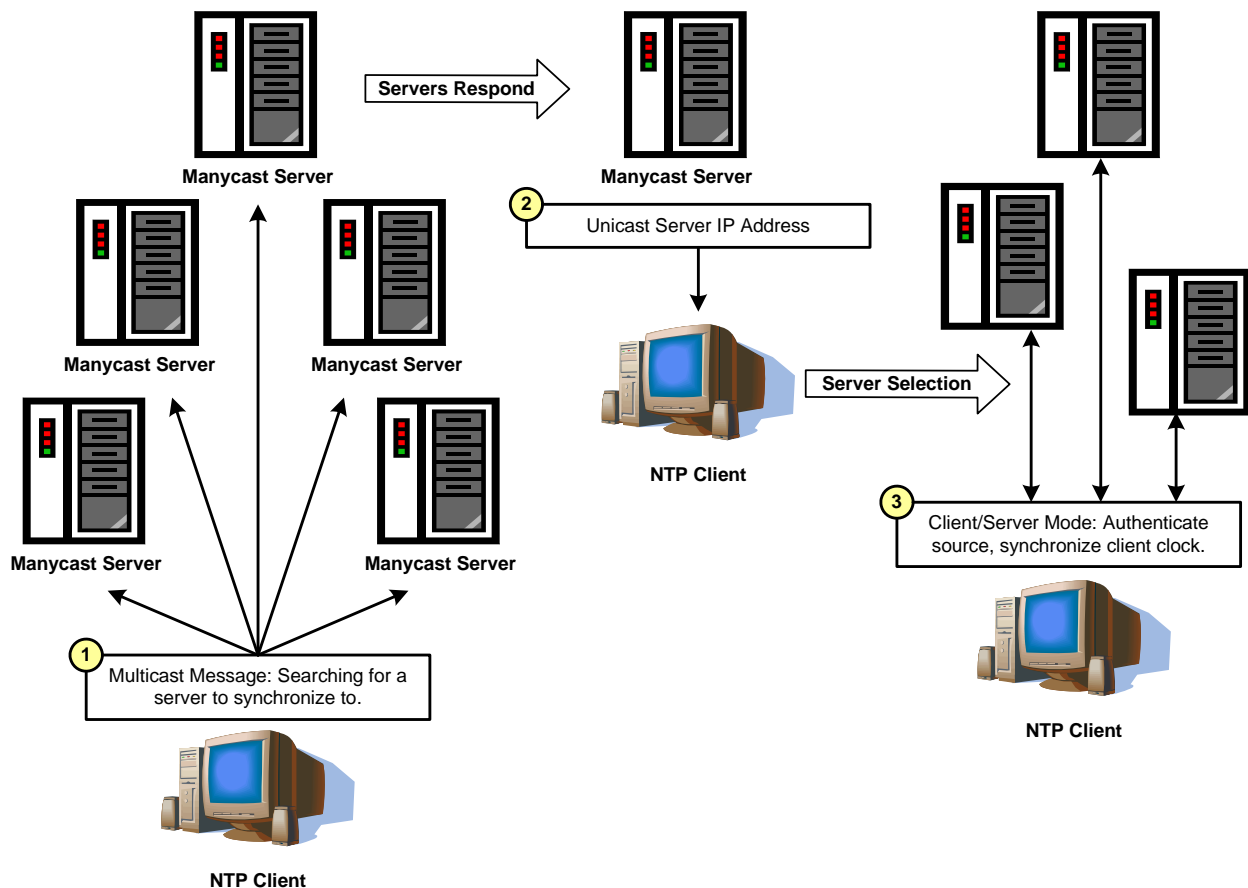 Manycast Server
Manycast Server
Manycast Server
Manycast Server
Manycast Server
1
Multicast Message: Searching for a
server to synchronize to.
NTP Client
Servers Respond
Manycast Server
2
Unicast Server IP Address
NTP Client
Server Selection
3
Client/Server Mode: Authenticate
source, synchronize client clock.
NTP Client